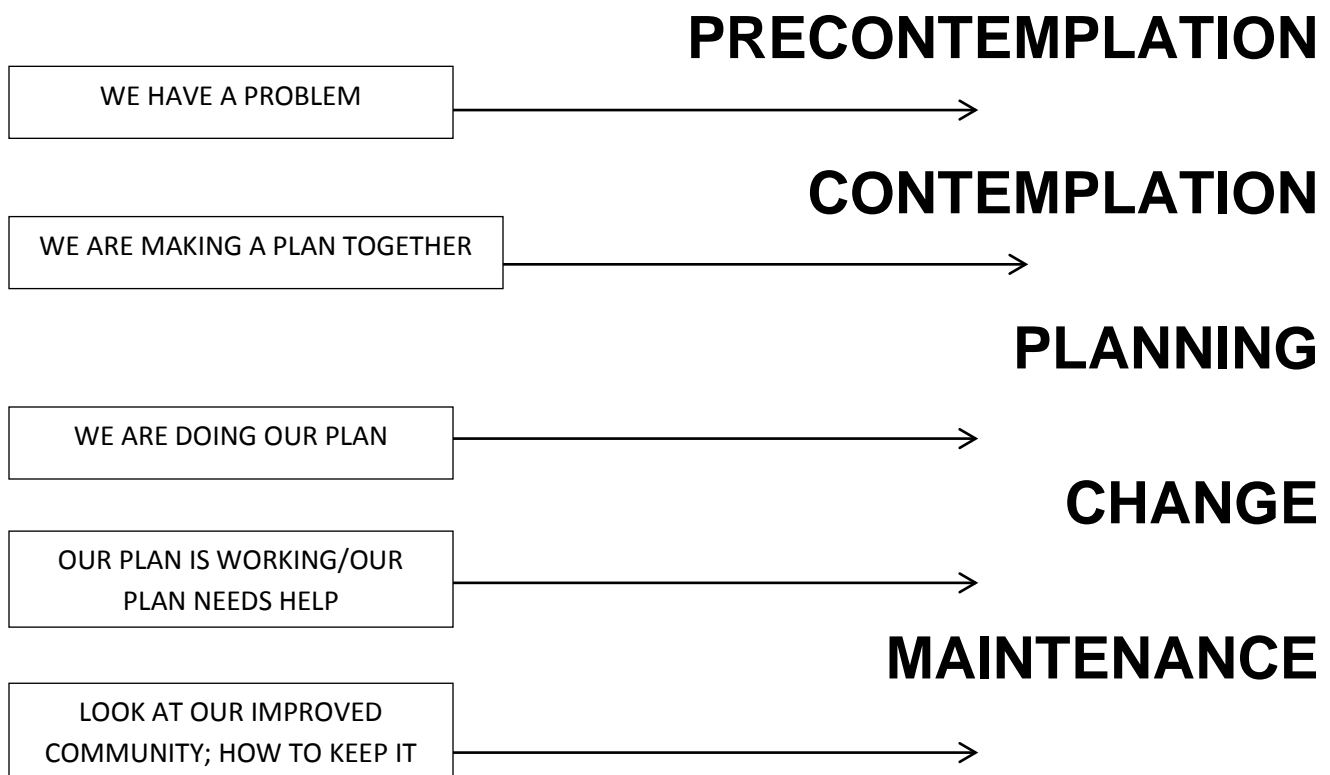 PRECONTEMPLATION
WE HAVE A PROBLEM
CONTEMPLATION
WE ARE MAKING A PLAN TOGETHER
PLANNING
WE ARE DOING OUR PLAN
CHANGE
OUR PLAN IS WORKING/OUR
PLAN NEEDS HELP
MAINTENANCE
LOOK AT OUR IMPROVED
COMMUNITY; HOW TO KEEP IT